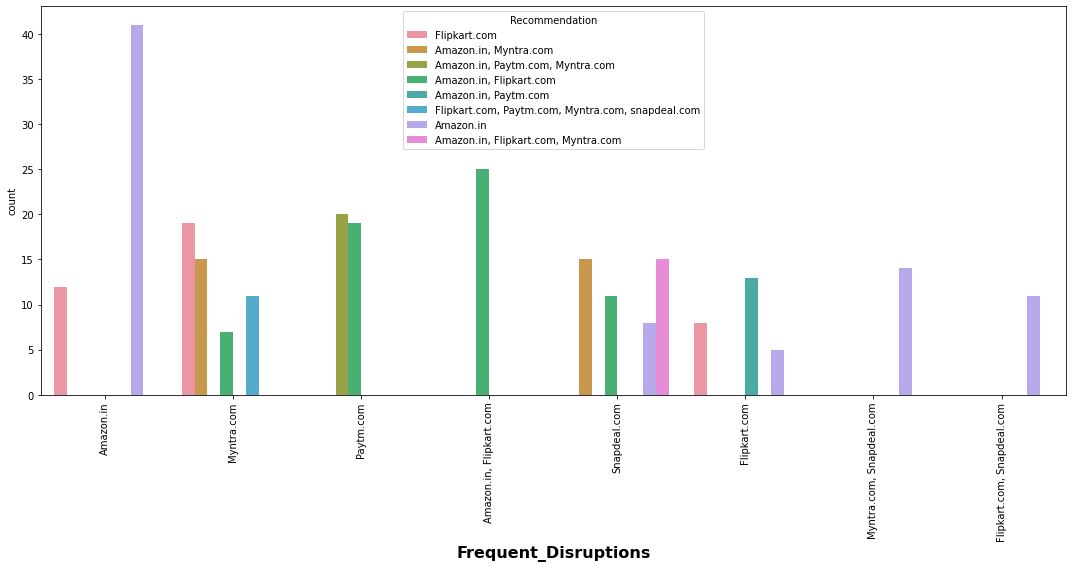 Recommendation
Flipkart.com
Amazon.in, Myntra.com
Amazon.in, Paytm.com, Myntra.com
Amazon.in, Flipkart.com
Amazon.in, Paytm.com
Flipkart.com, Paytm.com, Myntra.com, snapdeal.com
Amazon.in
Amazon.in, Flipkart.com, Myntra.com
count
40
35
30
25
20
15
10
5
0
Amazon.in
Myntra.com
Paytm.com
Amazon.in, Flipkart.com
Snapdeal.com
Flipkart.com
Myntra.com, Snapdeal.com
Flipkart.com, Snapdeal.com
Frequent_Disruptions